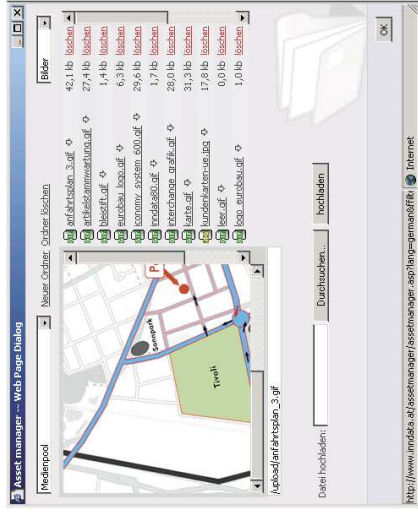 Asset manager -- Web Page Dialog
Medienpool
Neuer Ordner Ordner löschen
Bilder
anfahrtsplan_3.gif 42,1 kb löschen
artikelstammwartung.gif 27,4 kb löschen
bleistift.gif 1,4 kb löschen
eurobau_logo.gif 6,3 kb löschen
economy_system_600.gif 29,6 kb löschen
inndata80.gif 1,7 kb löschen
interchange_grafik.gif 28,0 kb löschen
karte.gif 31,3 kb löschen
kundenkarten-ue.jpg 17,8 kb löschen
leer.gif 0,0 kb löschen
logo_eurobau.gif 1,0 kb löschen
Sonnpark
Tivoli
P
/upload/anfahrtsplan_3.gif
Datei hochladen:
Durchsuchen...
hochladen
OK
http://www.inndata.at/assetmanager/assetmanager.asp?lang=german&ffilt
Internet